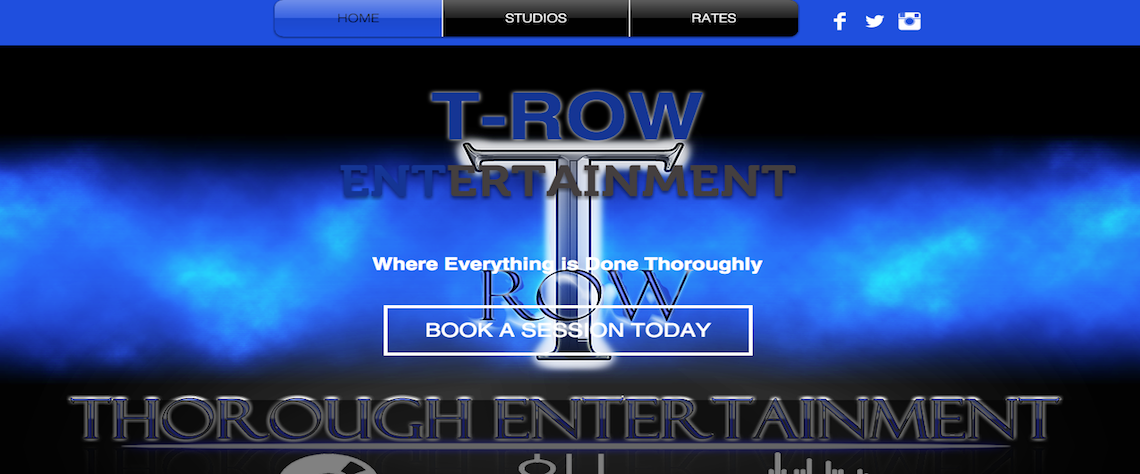 HOME STUDIOS RATES
T-ROW
ENTERTAINMENT
T
Where Everything is Done Thoroughly
ROW
BOOK A SESSION TODAY
THOROUGH ENTERTAINMENT